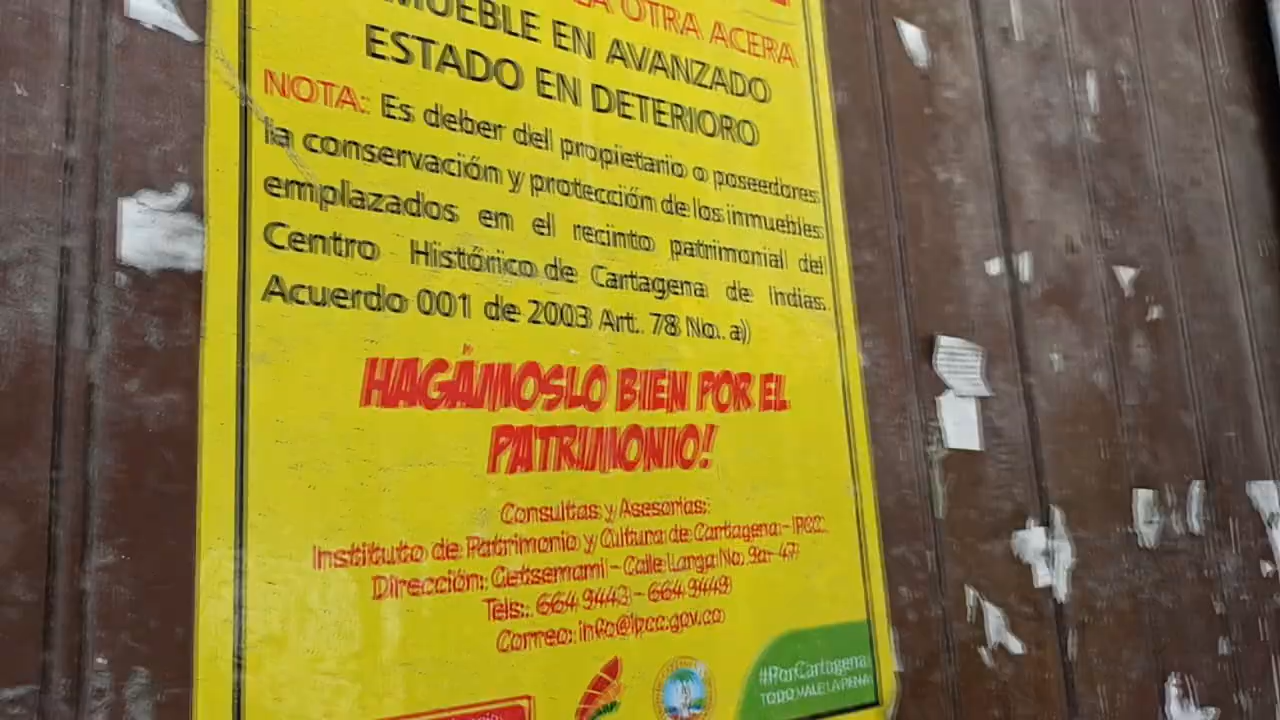 LA OTRA ACERA
MUEBLE EN AVANZADO
ESTADO EN DETERIORO
NOTA: Es deber del propietario o poseedores
la conservación y protección de los inmuebles
emplazados en el recinto patrimonial del
Centro Histórico de Cartagena de Indias.
Acuerdo 001 de 2003 Art. 78 No. a))
HAGÁMOSLO BIEN POR EL
PATRIMONIO!
Consultas y Asesorías:
Instituto de Patrimonio y Cultura de Cartagena - IPCC.
Dirección: Getsemaní - Calle Larga No. 9a- 47
Tels: 664 9443 - 664 9449
Correo: info@ipcc.gov.co
#PorCartagena
TODO VALE LA PENA